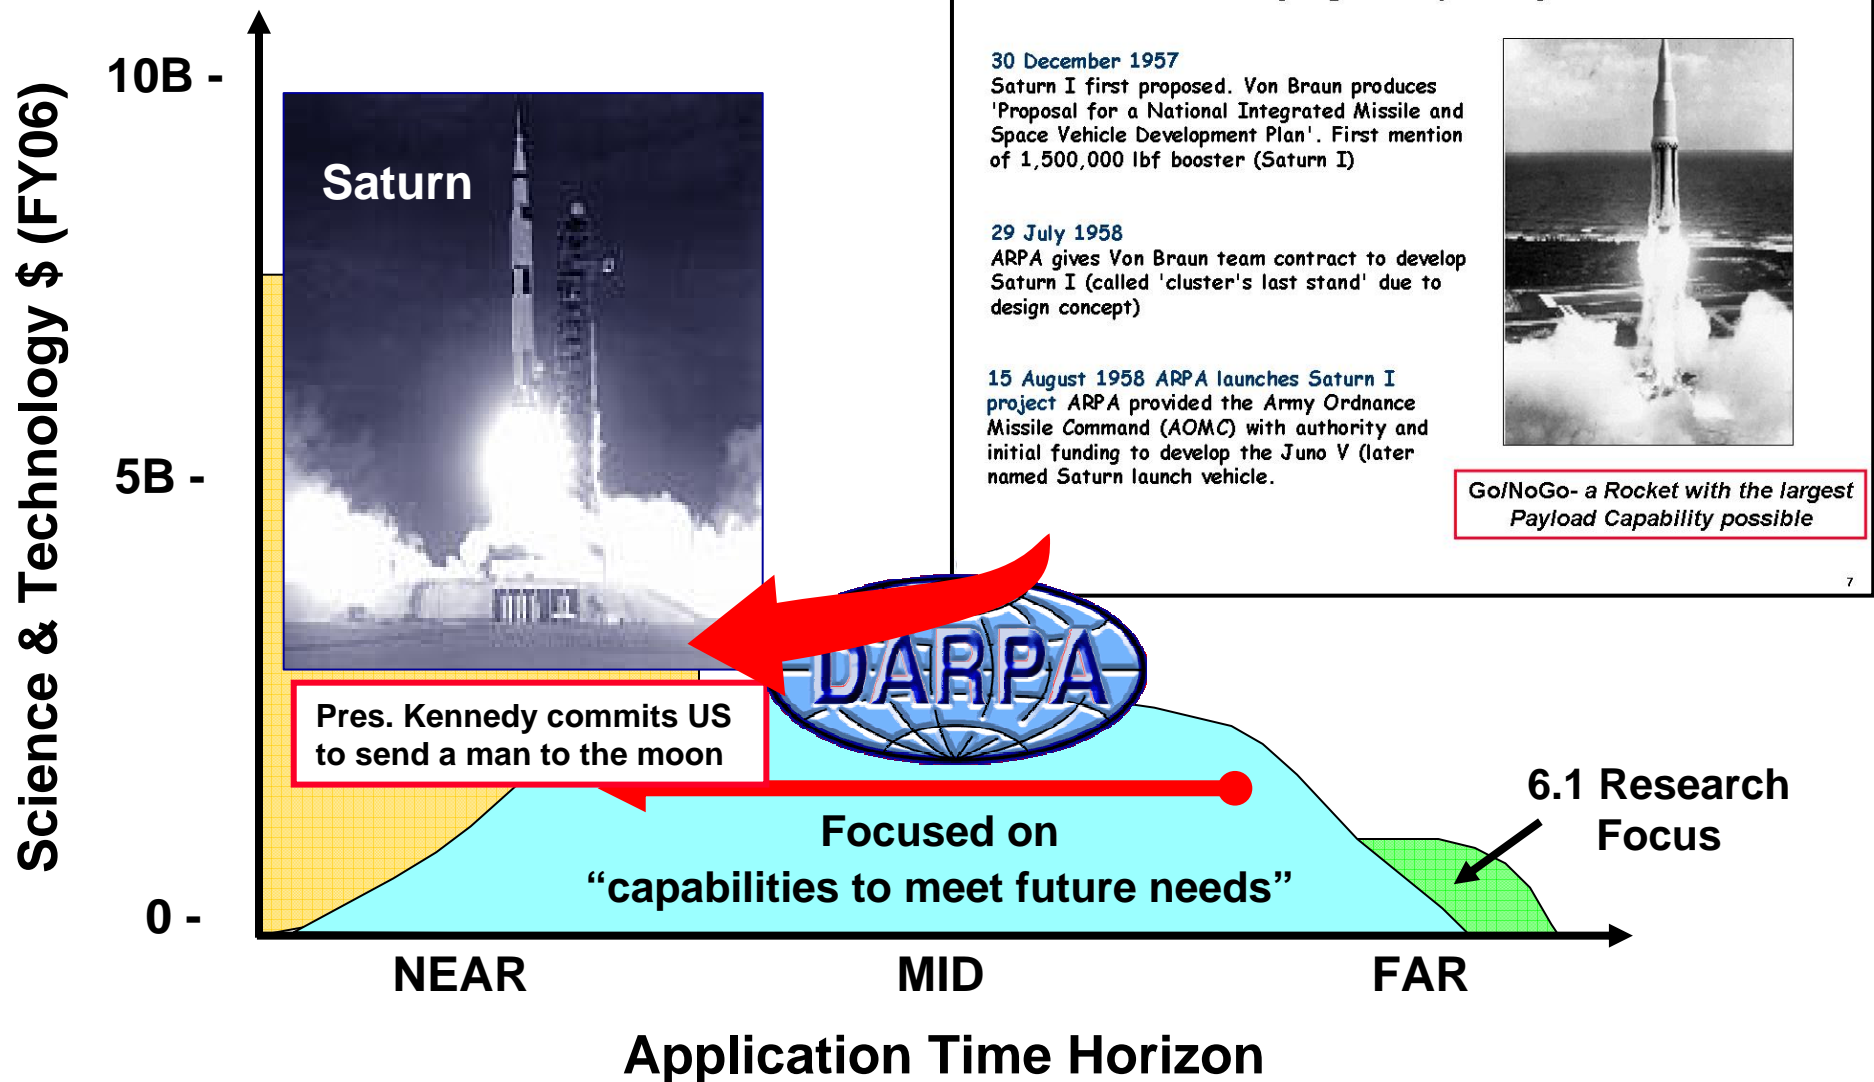 30 December 1957
Saturn I first proposed. Von Braun produces
'Proposal for a National Integrated Missile and
Space Vehicle Development Plan'. First mention
of 1,500,000 lbf booster (Saturn I)
29 July 1958
ARPA gives Von Braun team contract to develop
Saturn I (called 'cluster's last stand' due to
design concept)
15 August 1958 ARPA launches Saturn I
project ARPA provided the Army Ordnance
Missile Command (AOMC) with authority and
initial funding to develop the Juno V (later
named Saturn launch vehicle.
Go/NoGo- a Rocket with the largest
Payload Capability possible
7
Science & Technology $ (FY06)
10B -
5B -
0 -
Saturn
Pres. Kennedy commits US
to send a man to the moon
DARPA
Focused on
“capabilities to meet future needs”
6.1 Research
Focus
NEAR
MID
FAR
Application Time Horizon